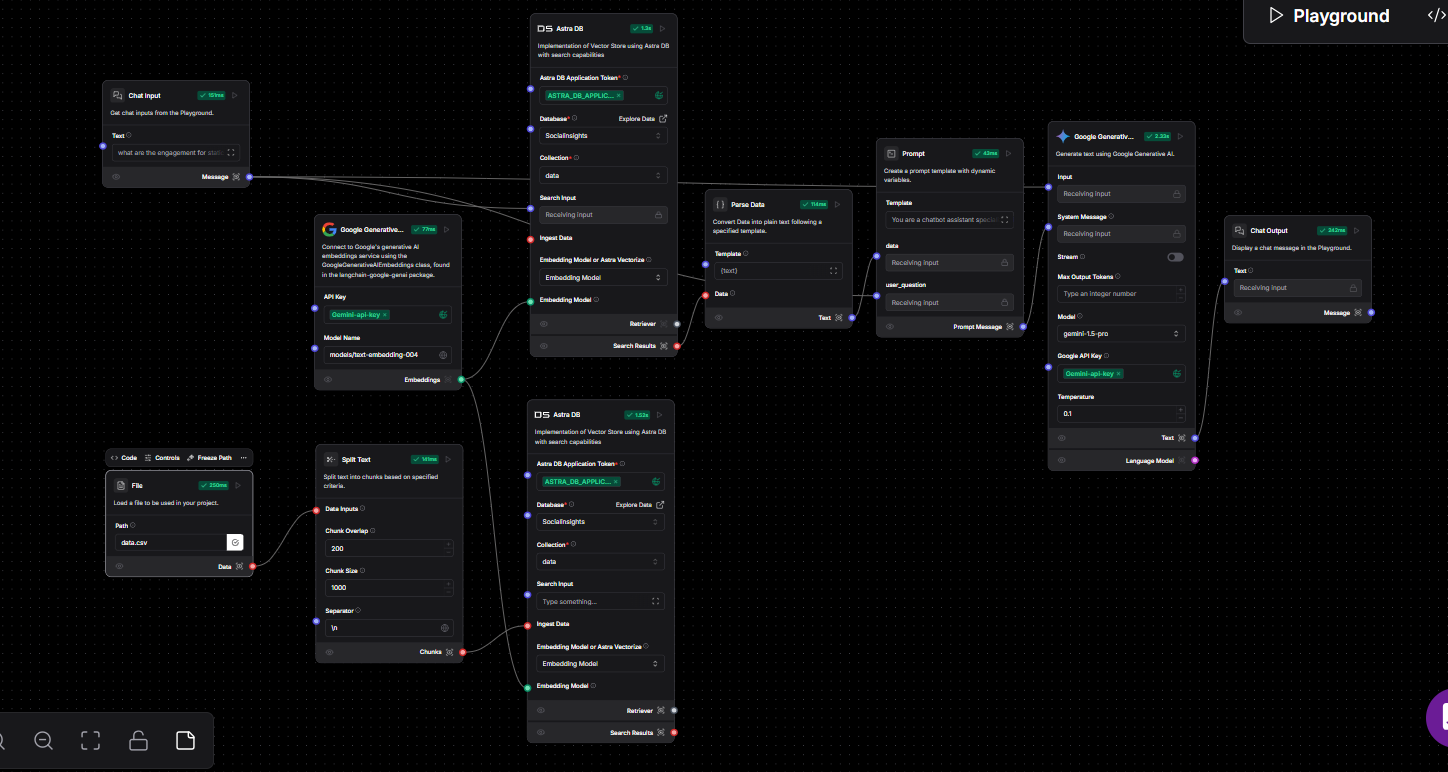 Playground
Chat Input
151ms
Get chat inputs from the Playground.
Text
what are the engagement for static
Message
Google Generative...
77ms
Connect to Google's generative AI
embeddings service using the
GoogleGenerativeAIEmbeddings class, found
in the langchain-google-genai package.
API Key
Gemini-api-key ×
Model Name
models/text-embedding-004
Embeddings
Code
Controls
Freeze Path
...
File
250ms
Load a file to be used in your project.
Path
data.csv
Data
Split Text
141ms
Split text into chunks based on specified
criteria.
Data Inputs
Chunk Overlap
200
Chunk Size
1000
Separator
\n
Chunks
DS Astra DB
1.3s
Implementation of Vector Store using Astra DB
with search capabilities
Astra DB Application Token*
ASTRA_DB_APPLIC... ×
Database*
Explore Data
SocialInsights
Collection*
data
Search Input
Receiving input
Ingest Data
Embedding Model or Astra Vectorize
Embedding Model
Embedding Model
Retriever
Search Results
DS Astra DB
1.52s
Implementation of Vector Store using Astra DB
with search capabilities
Astra DB Application Token*
ASTRA_DB_APPLIC... ×
Database*
Explore Data
SocialInsights
Collection*
data
Search Input
Type something...
Ingest Data
Embedding Model or Astra Vectorize
Embedding Model
Embedding Model
Retriever
Search Results
Parse Data
114ms
Convert Data into plain text following a
specified template.
Template
{text}
Data
Text
Prompt
43ms
Create a prompt template with dynamic
variables.
Template
You are a chatbot assistant
data
Receiving input
user_question
Receiving input
Prompt Message
Google Generativ...
2.33s
Generate text using Google Generative AI.
Input
Receiving input
System Message
Receiving input
Stream
Max Output Tokens
Type an integer number
Model
gemini-1.5-pro
Google API Key
Gemini-api-key ×
Temperature
0.1
Text
Language Model
Chat Output
243ms
Display a chat message in the Playground.
Text
Receiving input
Message